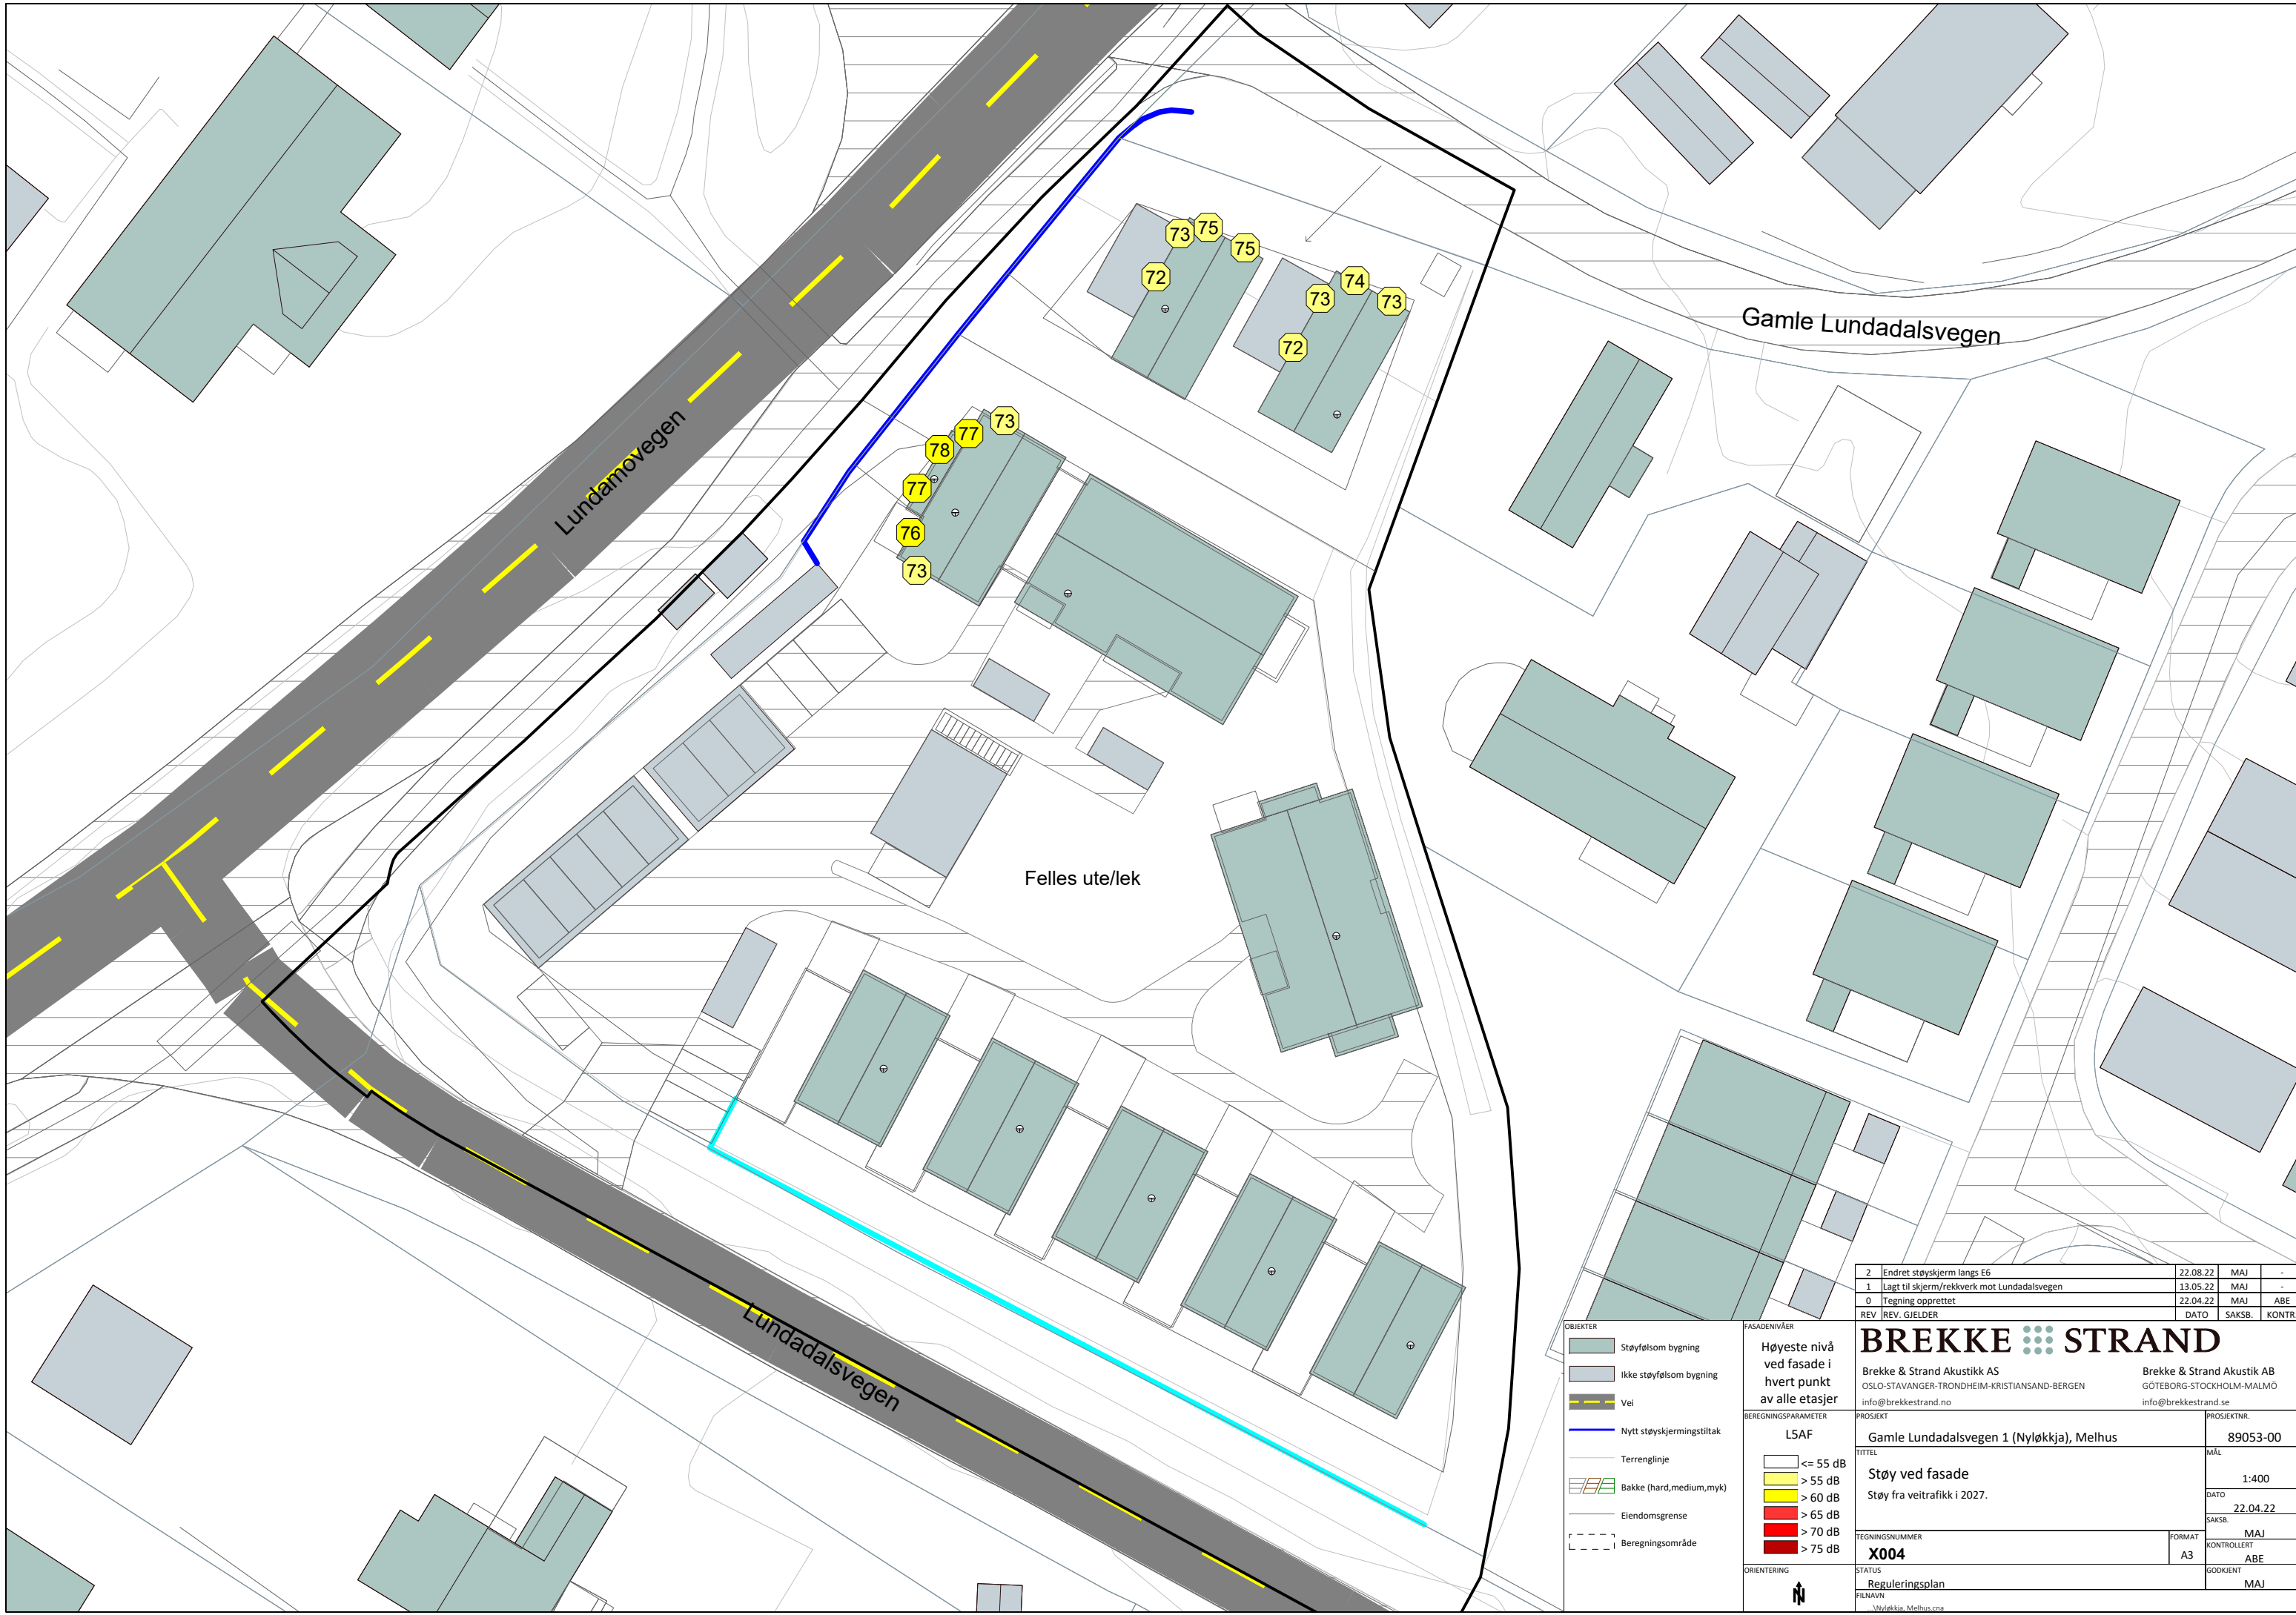 73
75
75
72
74
73
73
72
Gamle Lundadalsvegen
73
77
78
77
76
73
Lundamovegen
Felles ute/lek
Lundadalsvegen
2 Endret støyskjerm langs E6 22.08.22 MAJ -
1 Lagt til skjerm/rekkverk mot Lundadalsvegen 13.05.22 MAJ -
0 Tegning opprettet 22.04.22 MAJ ABE
REV REV. GJELDER DATO SAKSB. KONTR.
OBJEKTER
Støyfølsom bygning
Ikke støyfølsom bygning
Vei
Nytt støyskjermingstiltak
Terrenglinje
Bakke (hard,medium,myk)
Eiendomsgrense
Beregningsområde
FASADENIVÅER
Høyeste nivå
ved fasade i
hvert punkt
av alle etasjer
BEREGNINGSPARAMETER
L5AF
<= 55 dB
> 55 dB
> 60 dB
> 65 dB
> 70 dB
> 75 dB
ORIENTERING
N
BREKKE STRAND
Brekke & Strand Akustikk AS Brekke & Strand Akustik AB
OSLO-STAVANGER-TRONDHEIM-KRISTIANSAND-BERGEN GÖTEBORG-STOCKHOLM-MALMÖ
info@brekkestrand.no info@brekkestrand.se
PROSJEKT PROSJEKTNR.
Gamle Lundadalsvegen 1 (Nyløkkja), Melhus 89053-00
TITTEL MÅL
Støy ved fasade 1:400
Støy fra veitrafikk i 2027.
DATO
22.04.22
SAKSB.
MAJ
TEGNINGSNUMMER FORMAT KONTROLLERT
X004 A3 ABE
STATUS GODKJENT
Reguleringsplan MAJ
FILNAVN
...\Nyløkkja, Melhus.cna